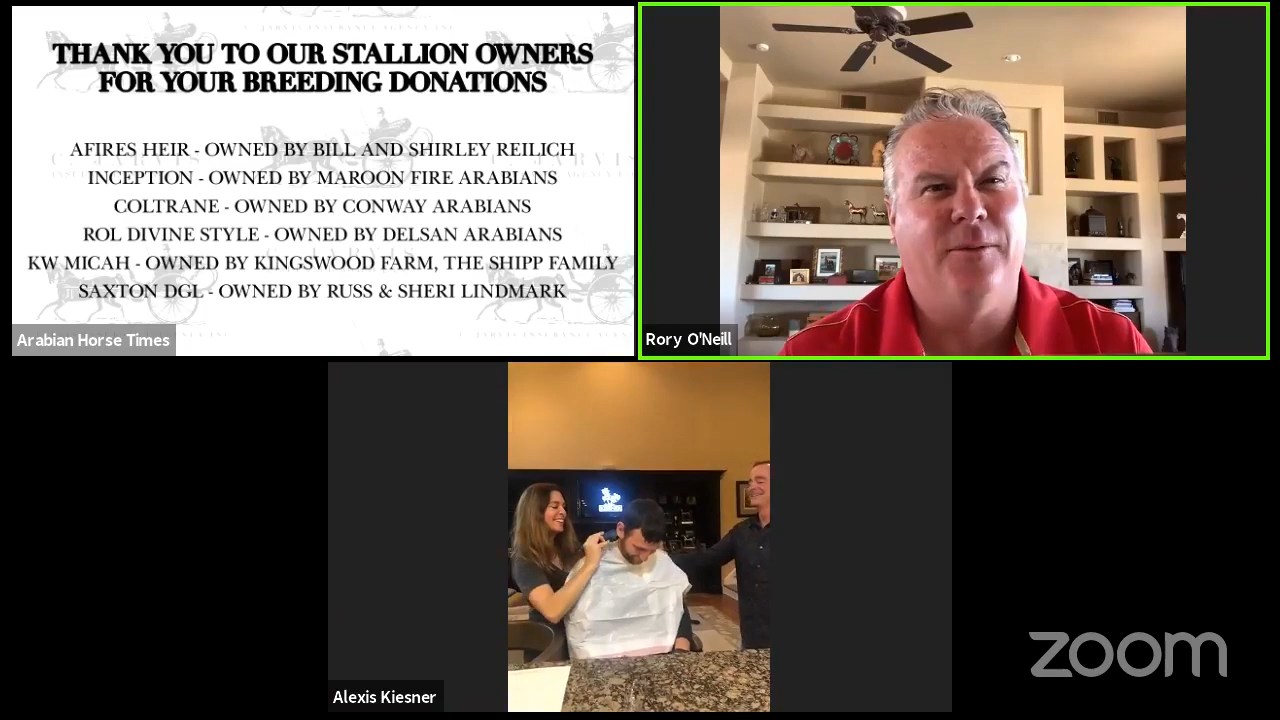 THANK YOU TO OUR STALLION OWNERS
FOR YOUR BREEDING DONATIONS
AFIRES HEIR - OWNED BY BILL AND SHIRLEY REILICH
INCEPTION - OWNED BY MAROON FIRE ARABIANS
COLTRANE - OWNED BY CONWAY ARABIANS
ROL DIVINE STYLE - OWNED BY DELSAN ARABIANS
KW MICAH - OWNED BY KINGSWOOD FARM, THE SHIPP FAMILY
SAXTON DGL - OWNED BY RUSS & SHERI LINDMARK
Arabian Horse Times
Rory O'Neill
Alexis Kiesner
zoom